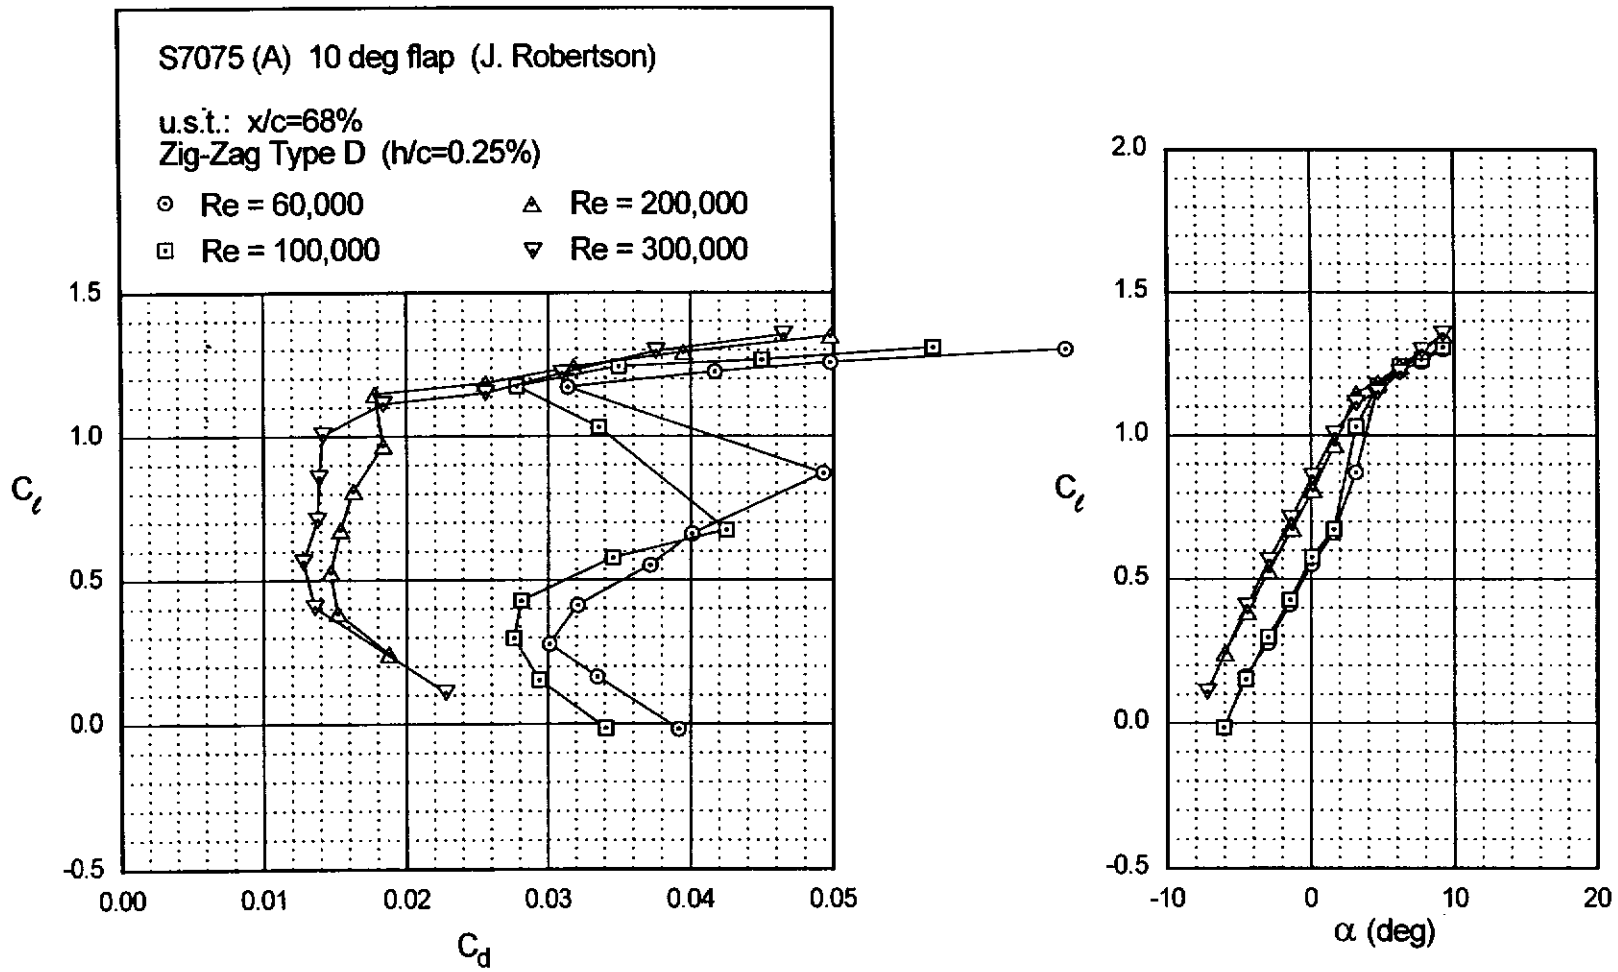 S7075 (A) 10 deg flap (J. Robertson)
u.s.t.: x/c=68%
Zig-Zag Type D (h/c=0.25%)
Re = 60,000
Re = 200,000
Re = 100,000
Re = 300,000
1.5
1.0
0.5
0.0
-0.5
0.00
0.01
0.02
0.03
0.04
0.05
Cℓ
Cd
2.0
1.5
1.0
0.5
0.0
-0.5
-10
0
10
20
Cℓ
α (deg)